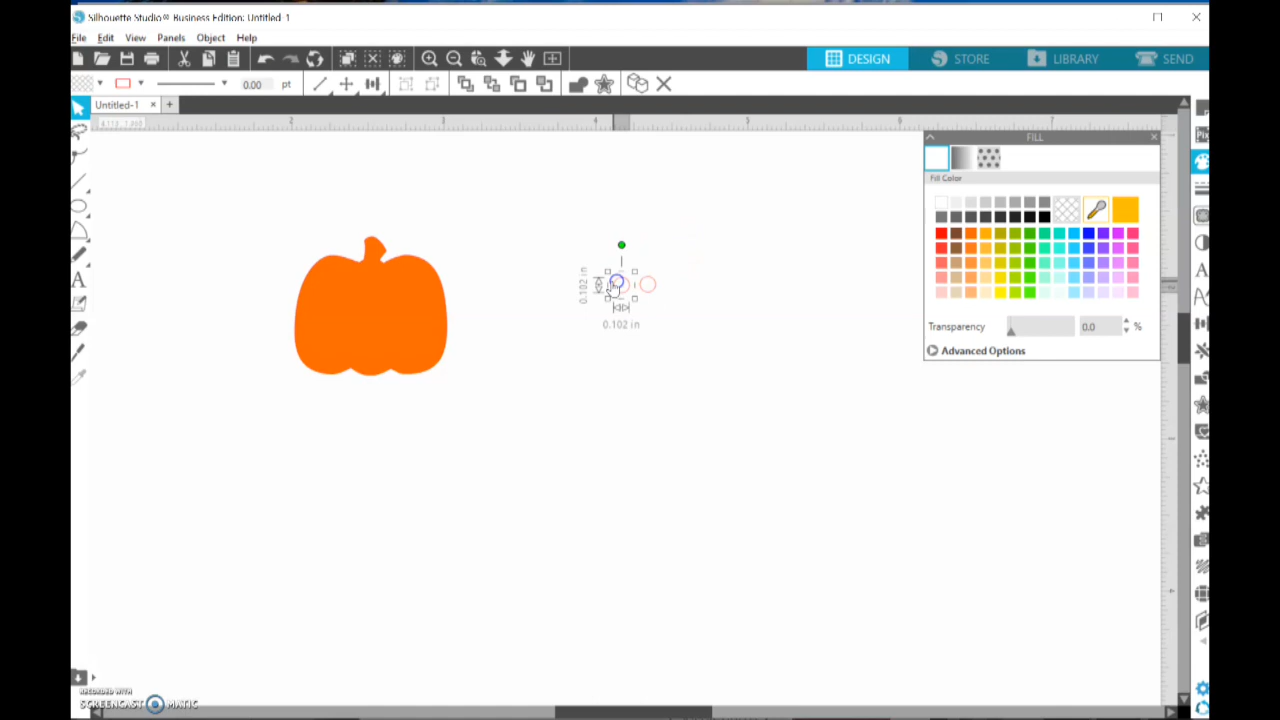 Silhouette Studio® Business Edition: Untitled-1
File Edit View Panels Object Help
DESIGN STORE LIBRARY SEND
0.00 pt
Untitled-1 × +
2 3 4 5 6 7
FILL
Fill Color
0.102 in
0.102 in
Transparency 0.0 %
Advanced Options
RECORDED WITH
SCREENCAST MATIC